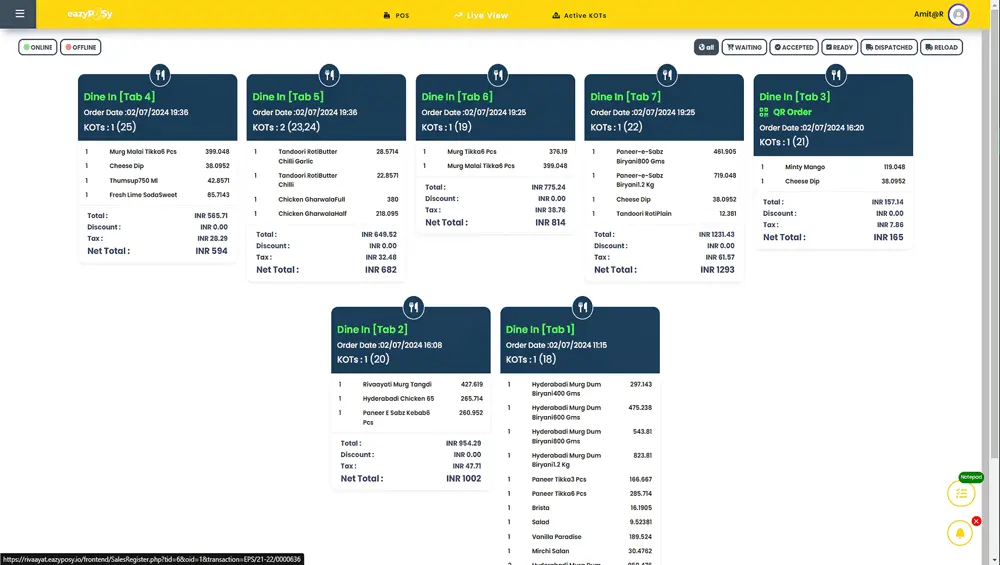 eazyPOSy
POS
Live View
Active KOTs
Amit@R
ONLINE
OFFLINE
all
WAITING
ACCEPTED
READY
DISPATCHED
RELOAD
Dine In [Tab 4]
Order Date :02/07/2024 19:36
KOTs : 1 (25)
1 Murg Malai Tikka6 Pcs 399.048
1 Cheese Dip 38.0952
1 Thumsup750 Ml 42.8571
1 Fresh Lime SodaSweet 85.7143
Total : INR 565.71
Discount : INR 0.00
Tax : INR 28.29
Net Total : INR 594
Dine In [Tab 5]
Order Date :02/07/2024 19:36
KOTs : 2 (23,24)
1 Tandoori RotiButter 28.5714
Chilli Garlic
1 Tandoori RotiButter 22.8571
Chilli
1 Chicken GharwalaFull 380
1 Chicken GharwalaHalf 218.095
Total : INR 649.52
Discount : INR 0.00
Tax : INR 32.48
Net Total : INR 682
Dine In [Tab 6]
Order Date :02/07/2024 19:25
KOTs : 1 (19)
1 Murg Tikka6 Pcs 376.19
1 Murg Malai Tikka6 Pcs 399.048
Total : INR 775.24
Discount : INR 0.00
Tax : INR 38.76
Net Total : INR 814
Dine In [Tab 7]
Order Date :02/07/2024 19:25
KOTs : 1 (22)
1 Paneer-e-Sabz 461.905
Biryani800 Gms
1 Paneer-e-Sabz 719.048
Biryani1.2 Kg
1 Cheese Dip 38.0952
1 Tandoori RotiPlain 12.381
Total : INR 1231.43
Discount : INR 0.00
Tax : INR 61.57
Net Total : INR 1293
Dine In [Tab 3]
QR Order
Order Date :02/07/2024 16:20
KOTs : 1 (21)
1 Minty Mango 119.048
1 Cheese Dip 38.0952
Total : INR 157.14
Discount : INR 0.00
Tax : INR 7.86
Net Total : INR 165
Dine In [Tab 2]
Order Date :02/07/2024 16:08
KOTs : 1 (20)
1 Rivaayati Murg Tangdi 427.619
1 Hyderabadi Chicken 65 265.714
1 Paneer E Sabz Kebab6 260.952
Pcs
Total : INR 954.29
Discount : INR 0.00
Tax : INR 47.71
Net Total : INR 1002
Dine In [Tab 1]
Order Date :02/07/2024 11:15
KOTs : 1 (18)
1 Hyderabadi Murg Dum 297.143
Biryani400 Gms
1 Hyderabadi Murg Dum 475.238
Biryani600 Gms
1 Hyderabadi Murg Dum 543.81
Biryani800 Gms
1 Hyderabadi Murg Dum 823.81
Biryani1.2 Kg
1 Paneer Tikka3 Pcs 166.667
1 Paneer Tikka6 Pcs 285.714
1 Brista 16.1905
1 Salad 9.52381
1 Vanilla Paradise 189.524
1 Mirchi Salan 30.4762
Hyderabadi Murg Dum
Notepad
https://rivaayat.eazyposy.io/frontend/SalesRegister.php?tid=6&oid=1&transaction=EPS/21-22/0000636